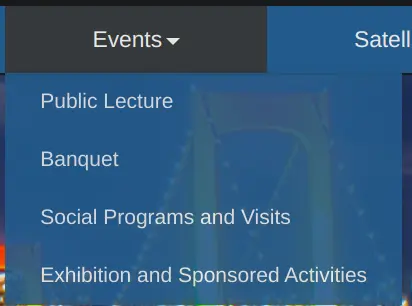 Events
Satell
Public Lecture
Banquet
Social Programs and Visits
Exhibition and Sponsored Activities